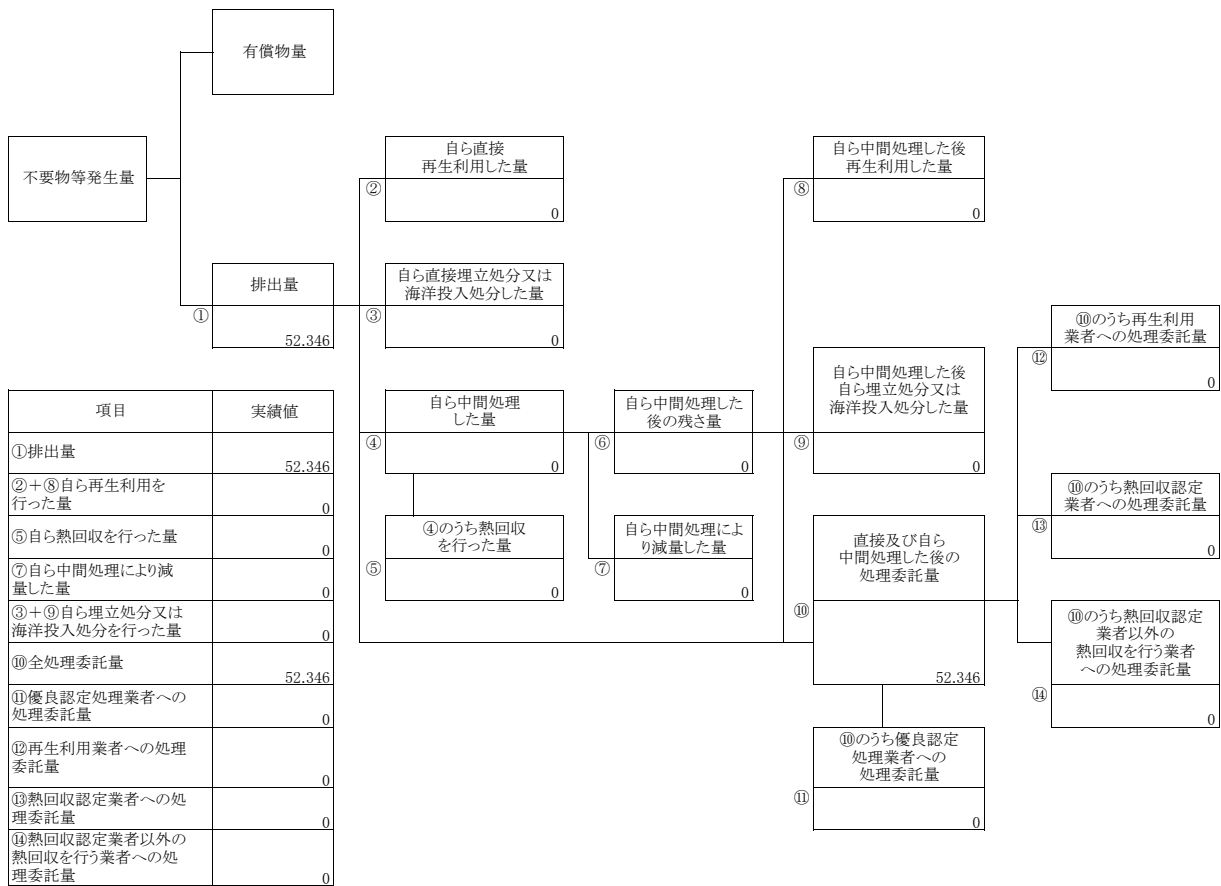 有償物量
不要物等発生量
排出量
①
52.346
自ら直接
再生利用した量
②
0
自ら直接埋立処分又は
海洋投入処分した量
③
0
自ら中間処理
した量
④
0
④のうち熱回収
を行った量
⑤
0
自ら中間処理した
後の残さ量
⑥
0
自ら中間処理によ
り減量した量
⑦
0
自ら中間処理した後
再生利用した量
⑧
0
自ら中間処理した後
自ら埋立処分又は
海洋投入処分した量
⑨
0
直接及び自ら
中間処理した後の
処理委託量
⑩
52.346
⑩のうち優良認定
処理業者への
処理委託量
⑪
0
⑩のうち再生利用
業者への処理委託量
⑫
0
⑩のうち熱回収認定
業者への処理委託量
⑬
0
⑩のうち熱回収認定
業者以外の
熱回収を行う業者
への処理委託量
⑭
0
項目 実績値
①排出量
52.346
②+⑧自ら再生利用を
行った量
0
⑤自ら熱回収を行った量
0
⑦自ら中間処理により減
量した量
0
③+⑨自ら埋立処分又は
海洋投入処分を行った量
0
⑩全処理委託量
52.346
⑪優良認定処理業者への
処理委託量
0
⑫再生利用業者への処理
委託量
0
⑬熱回収認定業者への処
理委託量
0
⑭熱回収認定業者以外の
熱回収を行う業者への処
理委託量
0